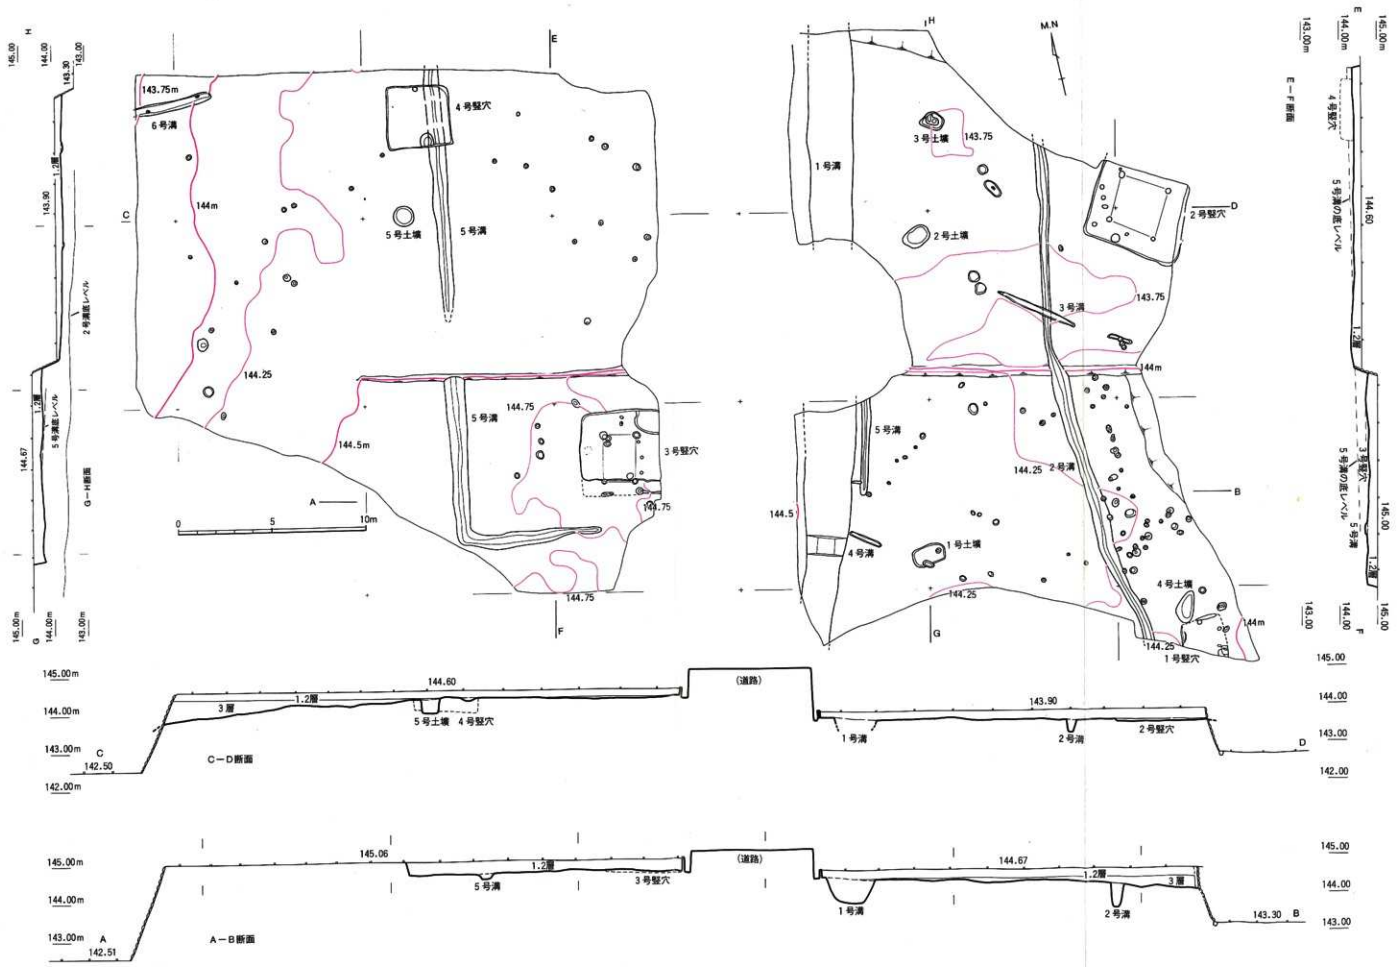 H
145.00
144.00
143.30
143.00
1.2層
143.90
2号溝底レベル
1.2層
5号溝底レベル
144.67
G－H断面
145.00
144.00
143.00
G
E
143.75m
6号溝
4号竪穴
144m
C
5号土壙
5号溝
144.25
144.5m
5号溝
144.75
3号竪穴
A
144.75
0
5
10m
144.75
F
H
M.N
1号溝
3号土壙
143.75
2号竪穴
D
2号土壙
143.75
3号溝
144m
5号溝
144.25
2号溝
B
144.5
4号溝
1号土壙
4号土壙
144.25
G
144.25
144m
1号竪穴
E
143.00m
144.00m
145.00m
E－F断面
4号竪穴
5号溝の底レベル
144.60
1.2層
3号竪穴
5号溝の底レベル
145.00
5号溝
1.2層
143.00
144.00
145.00
F
145.00m
144.00m
143.00m
142.00m
C
142.50
3層
1.2層
144.60
5号土壙
4号竪穴
C－D断面
(道路)
143.90
1号溝
2号溝
2号竪穴
D
145.00
144.00
143.00
142.00
145.00m
144.00m
143.00m
A
142.51
145.06
1.2層
5号溝
3号竪穴
A－B断面
(道路)
144.67
1.2層
3層
1号溝
2号溝
143.30
B
145.00
144.00
143.00